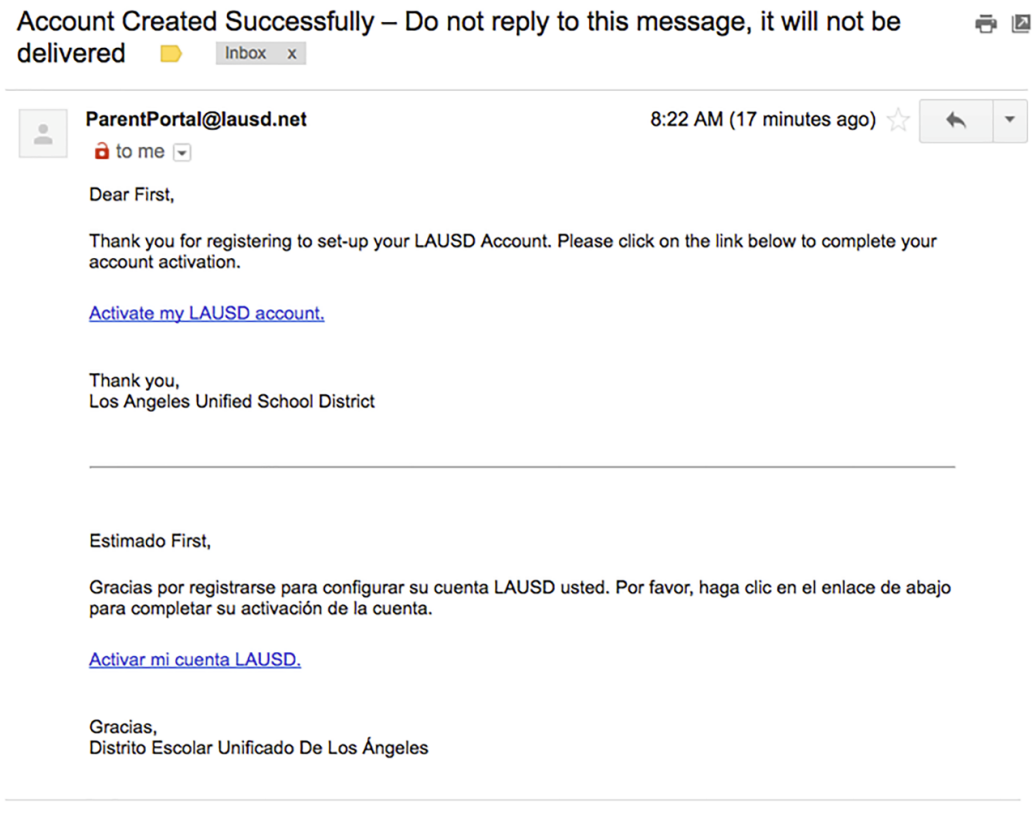 Account Created Successfully – Do not reply to this message, it will not be
delivered
Inbox x
ParentPortal@lausd.net
8:22 AM (17 minutes ago)
to me
Dear First,
Thank you for registering to set-up your LAUSD Account. Please click on the link below to complete your
account activation.
Activate my LAUSD account.
Thank you,
Los Angeles Unified School District
Estimado First,
Gracias por registrarse para configurar su cuenta LAUSD usted. Por favor, haga clic en el enlace de abajo
para completar su activación de la cuenta.
Activar mi cuenta LAUSD.
Gracias,
Distrito Escolar Unificado De Los Ángeles